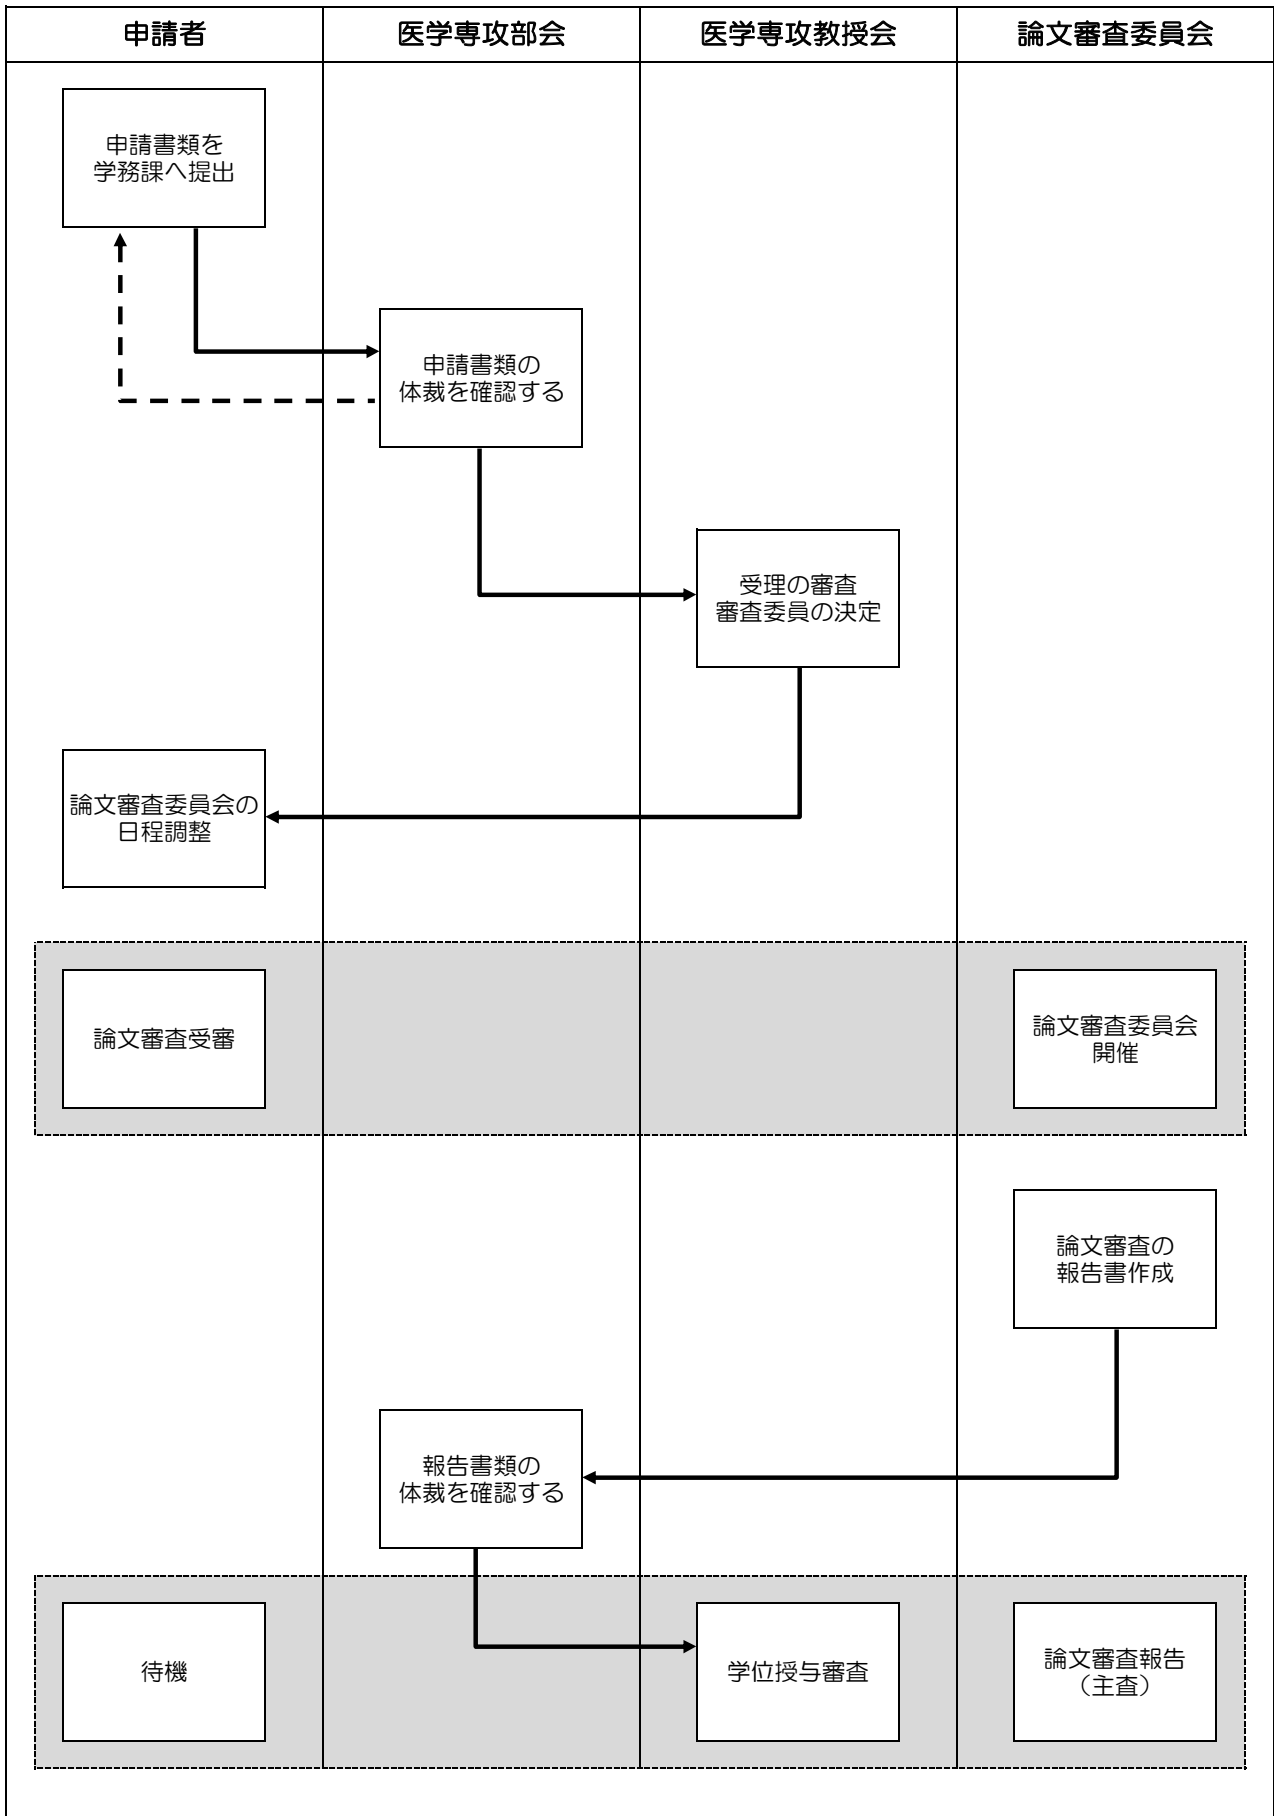 申請者
医学専攻部会
医学専攻教授会
論文審査委員会
申請書類を
学務課へ提出
申請書類の
体裁を確認する
受理の審査
審査委員の決定
論文審査委員会の
日程調整
論文審査受審
論文審査委員会
開催
論文審査の
報告書作成
報告書類の
体裁を確認する
待機
学位授与審査
論文審査報告
（主査）